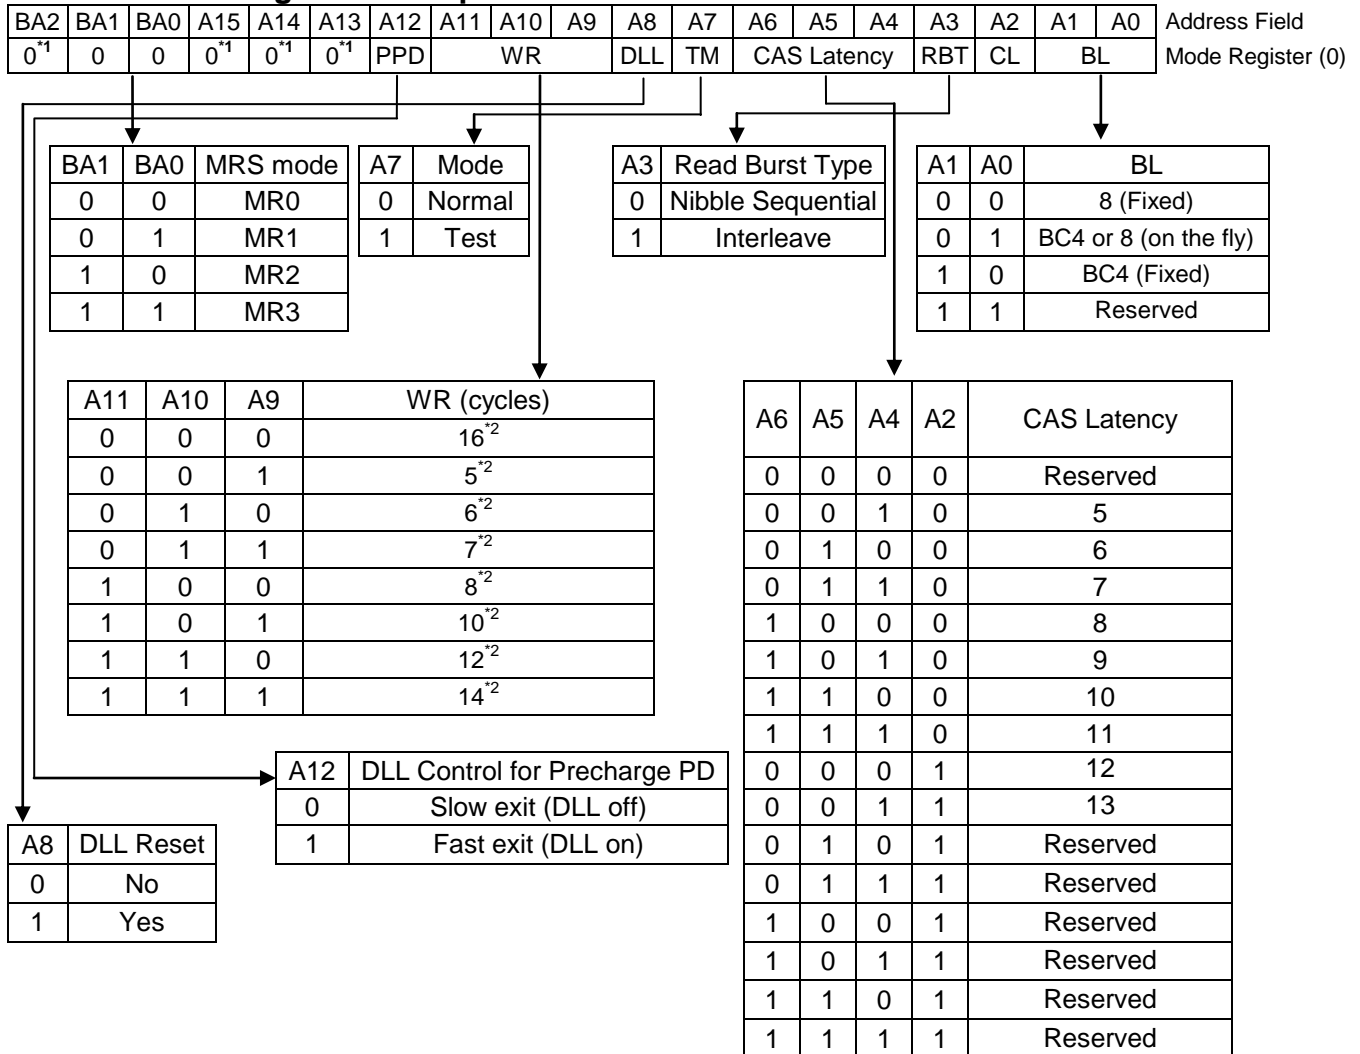 BA2 BA1 BA0 A15 A14 A13 A12 A11 A10 A9 A8 A7 A6 A5 A4 A3 A2 A1 A0 Address Field
0*1 0 0 0*1 0*1 0*1 PPD WR DLL TM CAS Latency RBT CL BL Mode Register (0)
BA1 BA0 MRS mode
0 0 MR0
0 1 MR1
1 0 MR2
1 1 MR3
A7 Mode
0 Normal
1 Test
A3 Read Burst Type
0 Nibble Sequential
1 Interleave
A1 A0 BL
0 0 8 (Fixed)
0 1 BC4 or 8 (on the fly)
1 0 BC4 (Fixed)
1 1 Reserved
A11 A10 A9 WR (cycles)
0 0 0 16*2
0 0 1 5*2
0 1 0 6*2
0 1 1 7*2
1 0 0 8*2
1 0 1 10*2
1 1 0 12*2
1 1 1 14*2
A6 A5 A4 A2 CAS Latency
0 0 0 0 Reserved
0 0 1 0 5
0 1 0 0 6
0 1 1 0 7
1 0 0 0 8
1 0 1 0 9
1 1 0 0 10
1 1 1 0 11
0 0 0 1 12
0 0 1 1 13
0 1 0 1 Reserved
0 1 1 1 Reserved
1 0 0 1 Reserved
1 0 1 1 Reserved
1 1 0 1 Reserved
1 1 1 1 Reserved
A12 DLL Control for Precharge PD
0 Slow exit (DLL off)
1 Fast exit (DLL on)
A8 DLL Reset
0 No
1 Yes